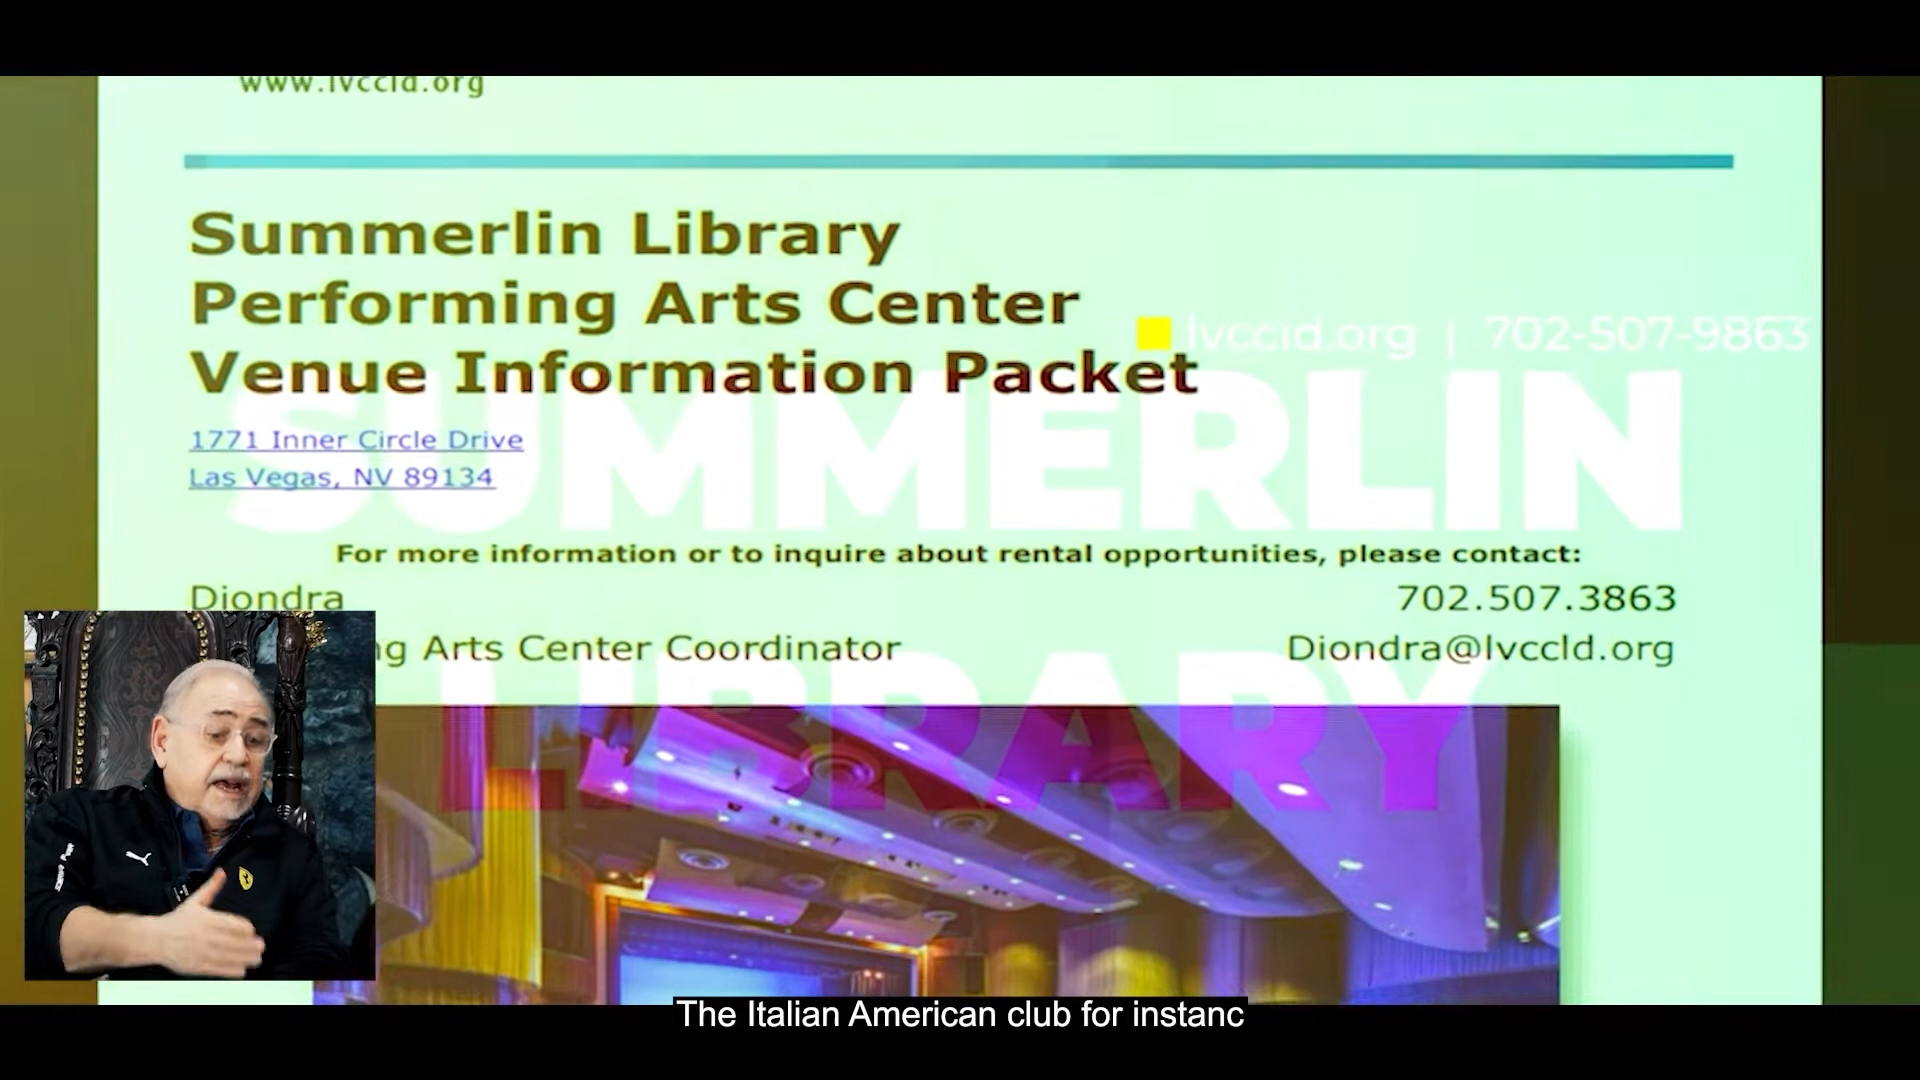 www.lvccld.org
Summerlin Library
Performing Arts Center
Venue Information Packet
lvccid.org | 702-507-9863
SUMMERLIN
LIBRARY
1771 Inner Circle Drive
Las Vegas, NV 89134
For more information or to inquire about rental opportunities, please contact:
Diondra 702.507.3863
ng Arts Center Coordinator Diondra@lvccld.org
The Italian American club for instanc